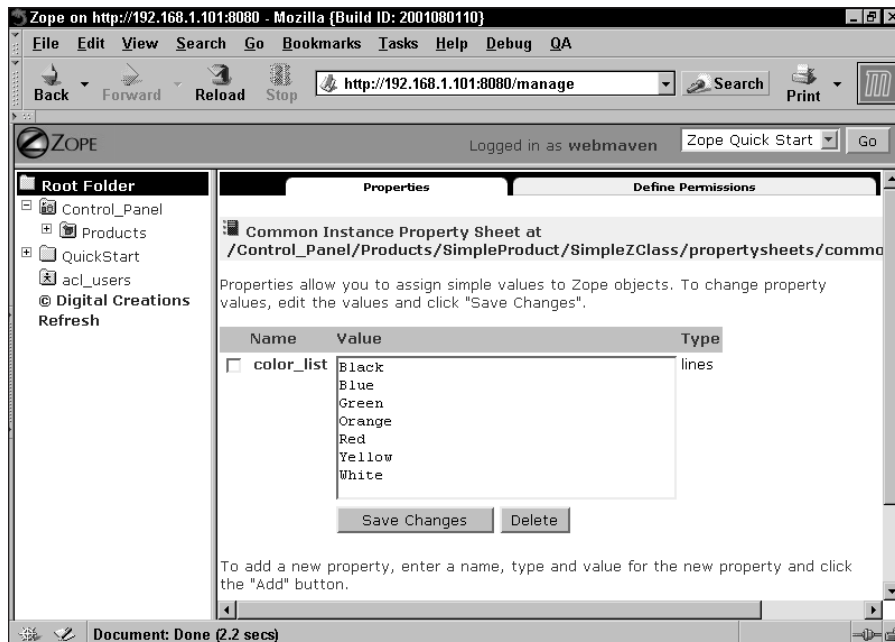 Zope on http://192.168.1.101:8080 - Mozilla {Build ID: 2001080110}
File Edit View Search Go Bookmarks Tasks Help Debug QA
Back Forward Reload Stop http://192.168.1.101:8080/manage Search Print
ZOPE Logged in as webmaven Zope Quick Start Go
Root Folder
Control_Panel
Products
QuickStart
acl_users
© Digital Creations
Refresh
Properties Define Permissions
Common Instance Property Sheet at
/Control_Panel/Products/SimpleProduct/SimpleZClass/propertysheets/commo
Properties allow you to assign simple values to Zope objects. To change property
values, edit the values and click "Save Changes".
Name Value Type
color_list Black lines
Blue
Green
Orange
Red
Yellow
White
Save Changes Delete
To add a new property, enter a name, type and value for the new property and click
the "Add" button.
Document: Done (2.2 secs)